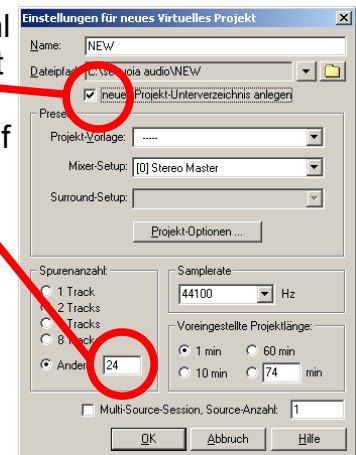 al
t
f
Einstellungen für neues Virtuelles Projekt
Name: NEW
Dateipfad: C:\sequoia audio\NEW
neues Projekt-Unterverzeichnis anlegen
Projekt-Vorlage: -----
Mixer-Setup: [0] Stereo Master
Surround-Setup:
Projekt-Optionen ...
Spurenanzahl:
1 Track
2 Tracks
Tracks
8
24
Samplerate
44100 Hz
Voreingestellte Projektlänge:
1 min 60 min
10 min 74 min
Multi-Source-Session, Source-Anzahl: 1
OK Abbruch Hilfe